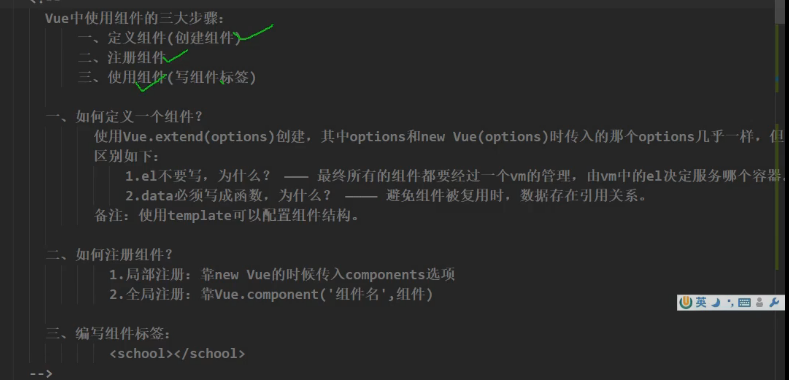 Vue中使用组件的三大步骤:
一、定义组件(创建组件)
二、注册组件
三、使用组件(写组件标签)
一、如何定义一个组件?
使用Vue.extend(options)创建，其中options和new Vue(options)时传入的那个options几乎一样，但
区别如下:
1.el不要写，为什么? ——— 最终所有的组件都要经过一个vm的管理，由vm中的el决定服务哪个容器。
2.data必须写成函数，为什么? ———— 避免组件被复用时，数据存在引用关系。
备注: 使用template可以配置组件结构。
二、如何注册组件?
1.局部注册: 靠new Vue的时候传入components选项
2.全局注册: 靠Vue.component('组件名',组件)
英
三、编写组件标签:
<school></school>
-->